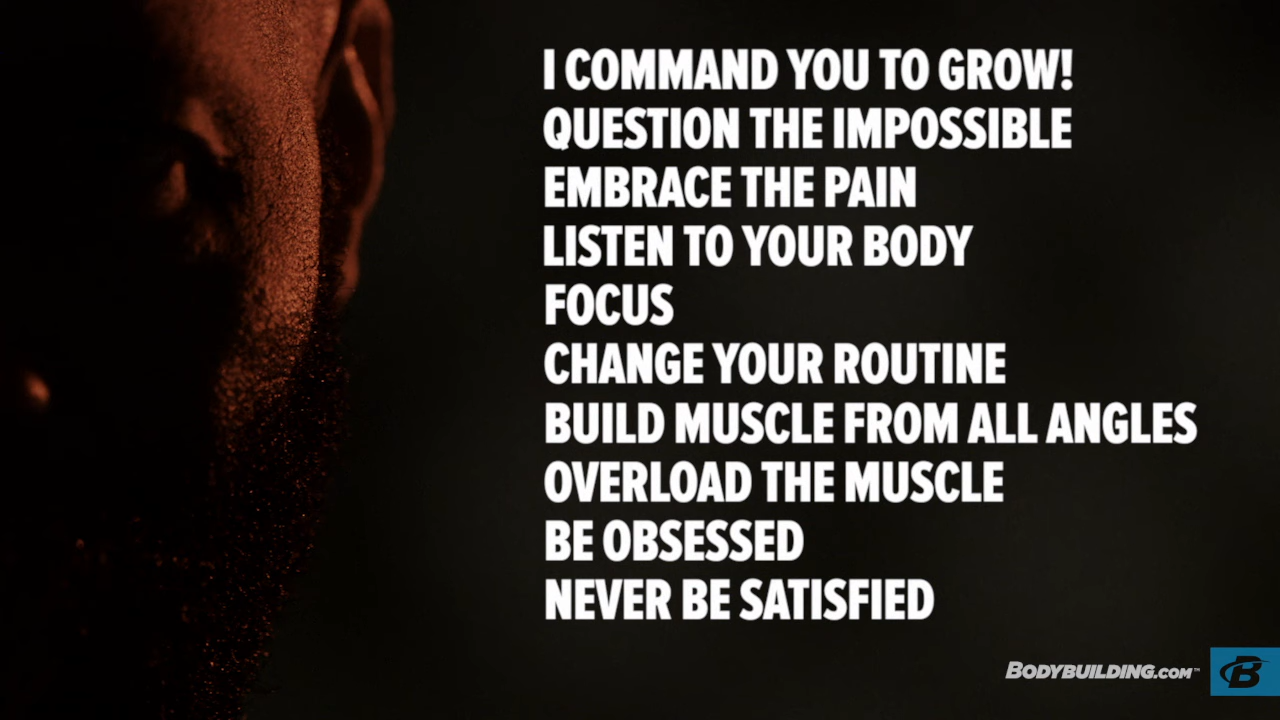 I COMMAND YOU TO GROW!
QUESTION THE IMPOSSIBLE
EMBRACE THE PAIN
LISTEN TO YOUR BODY
FOCUS
CHANGE YOUR ROUTINE
BUILD MUSCLE FROM ALL ANGLES
OVERLOAD THE MUSCLE
BE OBSESSED
NEVER BE SATISFIED
BODYBUILDING.COM™
B